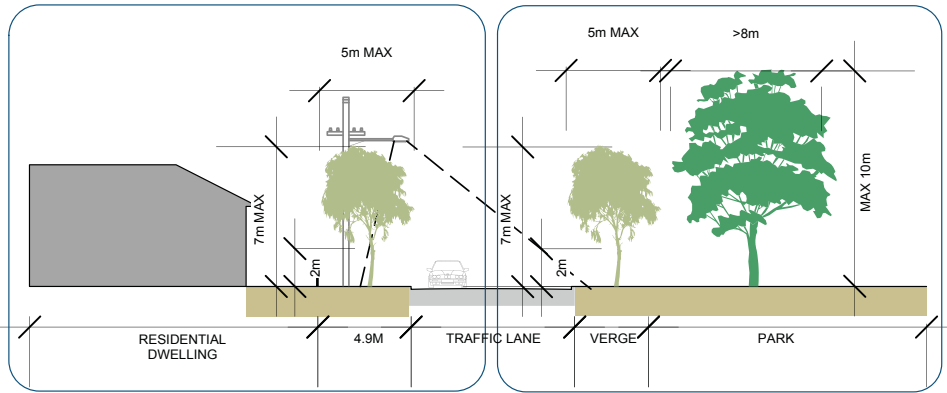 5m MAX
5m MAX
>8m
7m MAX
2m
7m MAX
2m
MAX 10m
RESIDENTIAL
DWELLING
4.9M
TRAFFIC LANE
VERGE
PARK